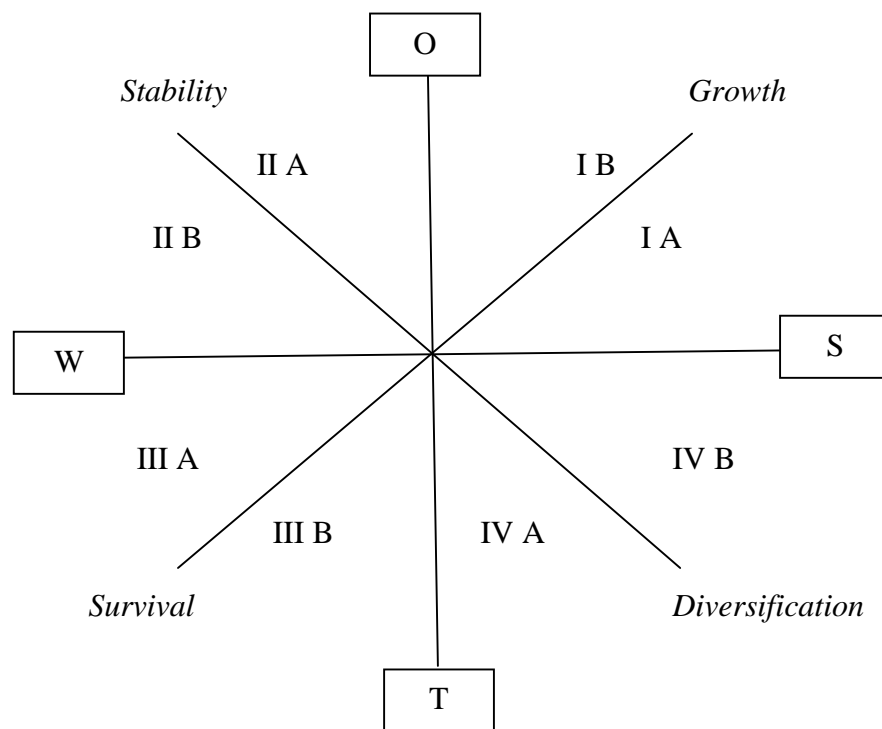 O
Stability
Growth
II A
I B
II B
I A
W
S
III A
IV B
III B
IV A
Survival
Diversification
T